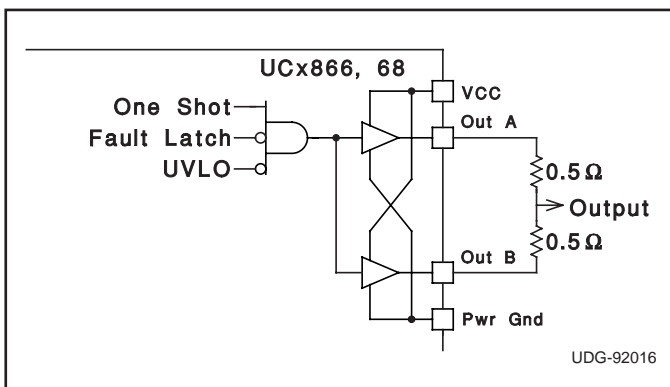 UCx866, 68
VCC
One Shot
Out A
Fault Latch
UVLO
0.5Ω
Output
0.5Ω
Out B
Pwr Gnd
UDG-92016